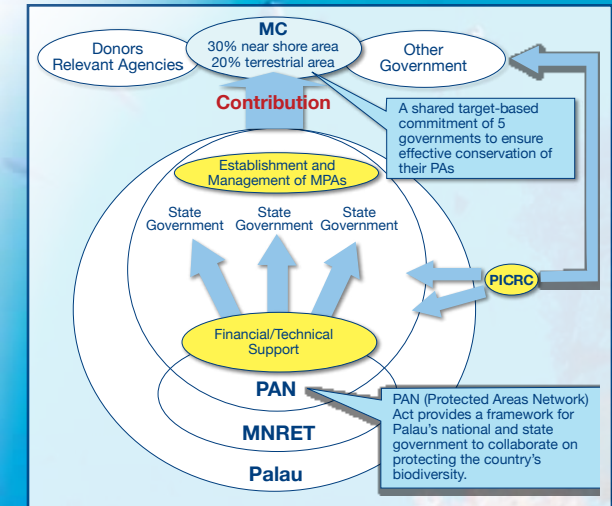 MC
30% near shore area
20% terrestrial area
Donors
Relevant Agencies
Other
Government
Contribution
A shared target-based
commitment of 5
governments to ensure
effective conservation of
their PAs
Establishment and
Management of MPAs
State
Government
State
Government
State
Government
PICRC
Financial/Technical
Support
PAN
PAN (Protected Areas Network)
Act provides a framework for
Palau's national and state
government to collaborate on
protecting the country's
biodiversity.
MNRET
Palau